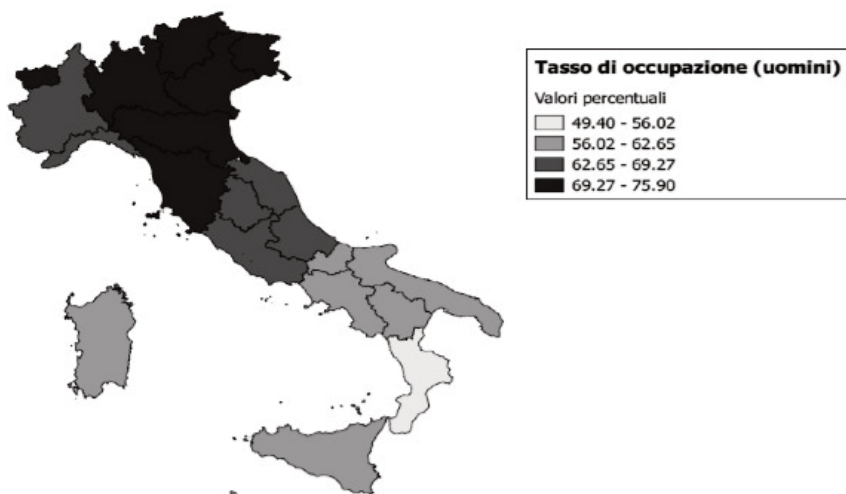 Tasso di occupazione (uomini)
Valori percentuali
49.40 - 56.02
56.02 - 62.65
62.65 - 69.27
69.27 - 75.90